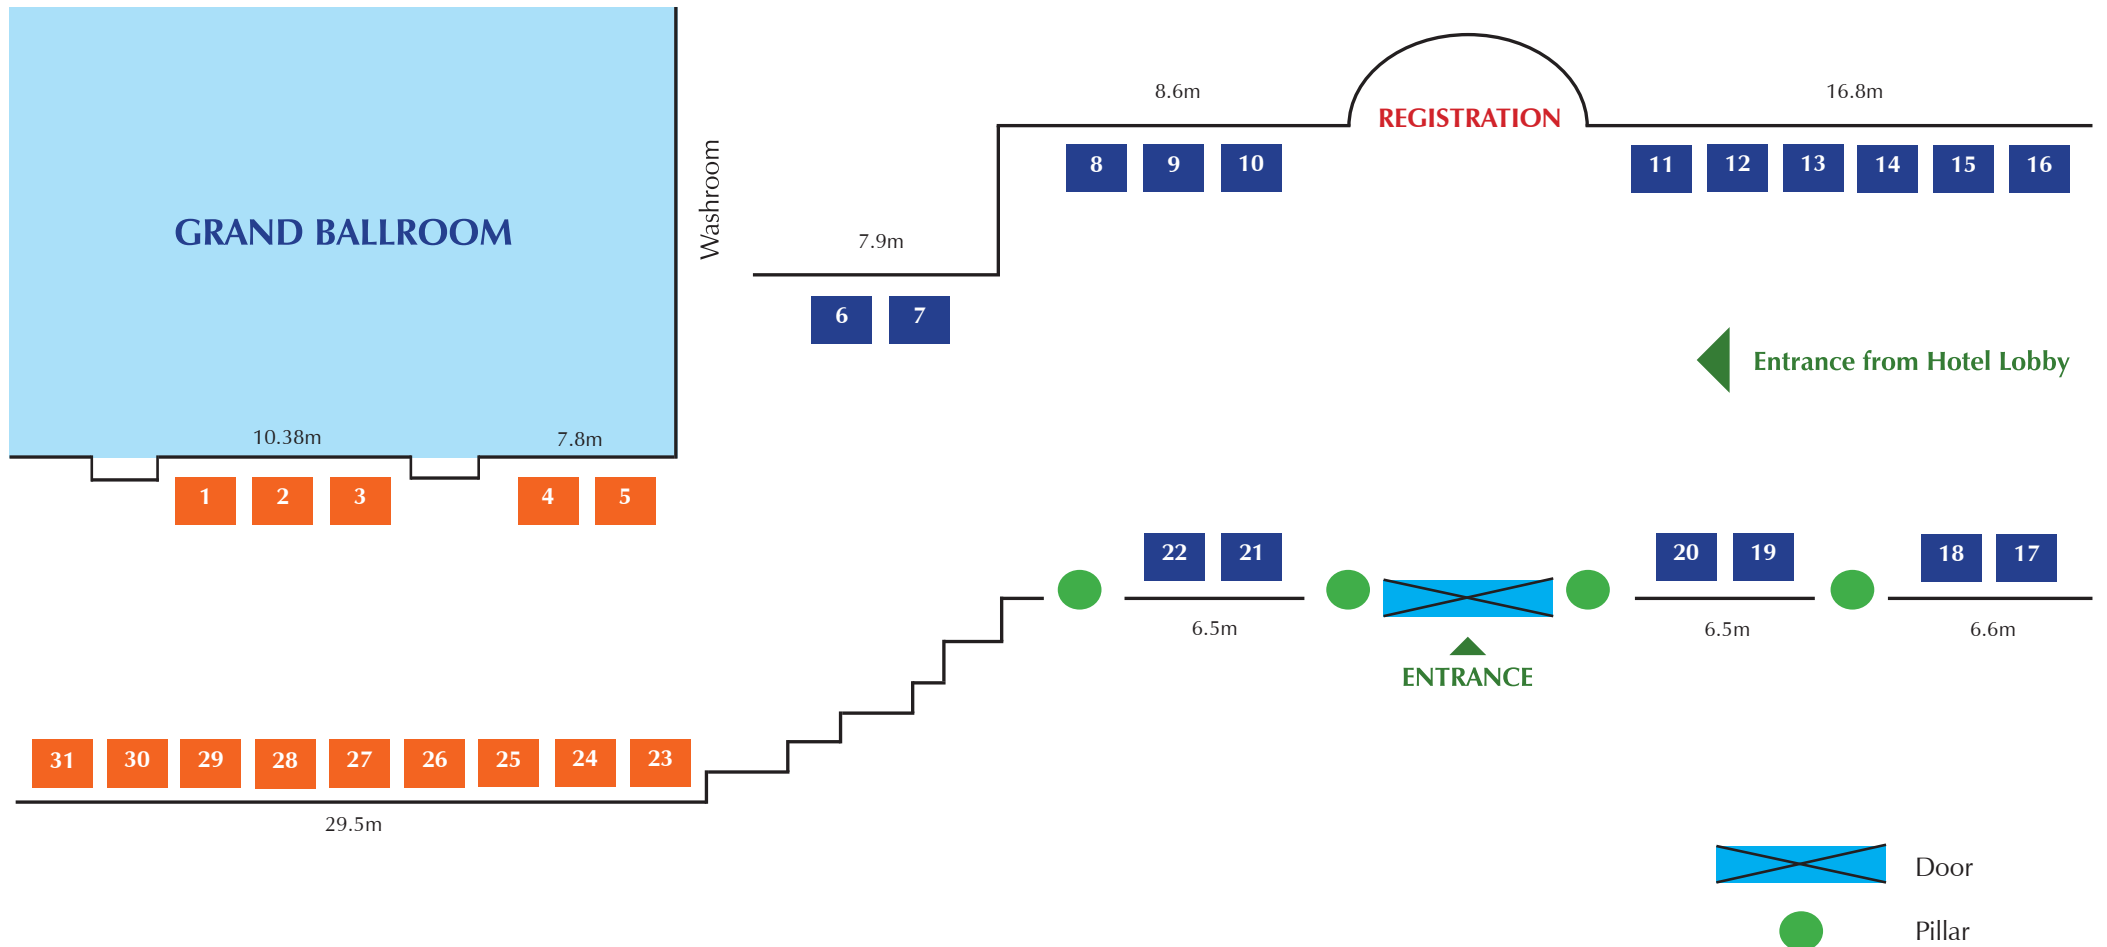 8.6m
16.8m
REGISTRATION
Washroom
8 9 10
11 12 13 14 15 16
GRAND BALLROOM
7.9m
6 7
Entrance from Hotel Lobby
10.38m
7.8m
1 2 3
4 5
22 21
20 19
18 17
6.5m
6.5m
6.6m
ENTRANCE
31 30 29 28 27 26 25 24 23
29.5m
Door
Pillar